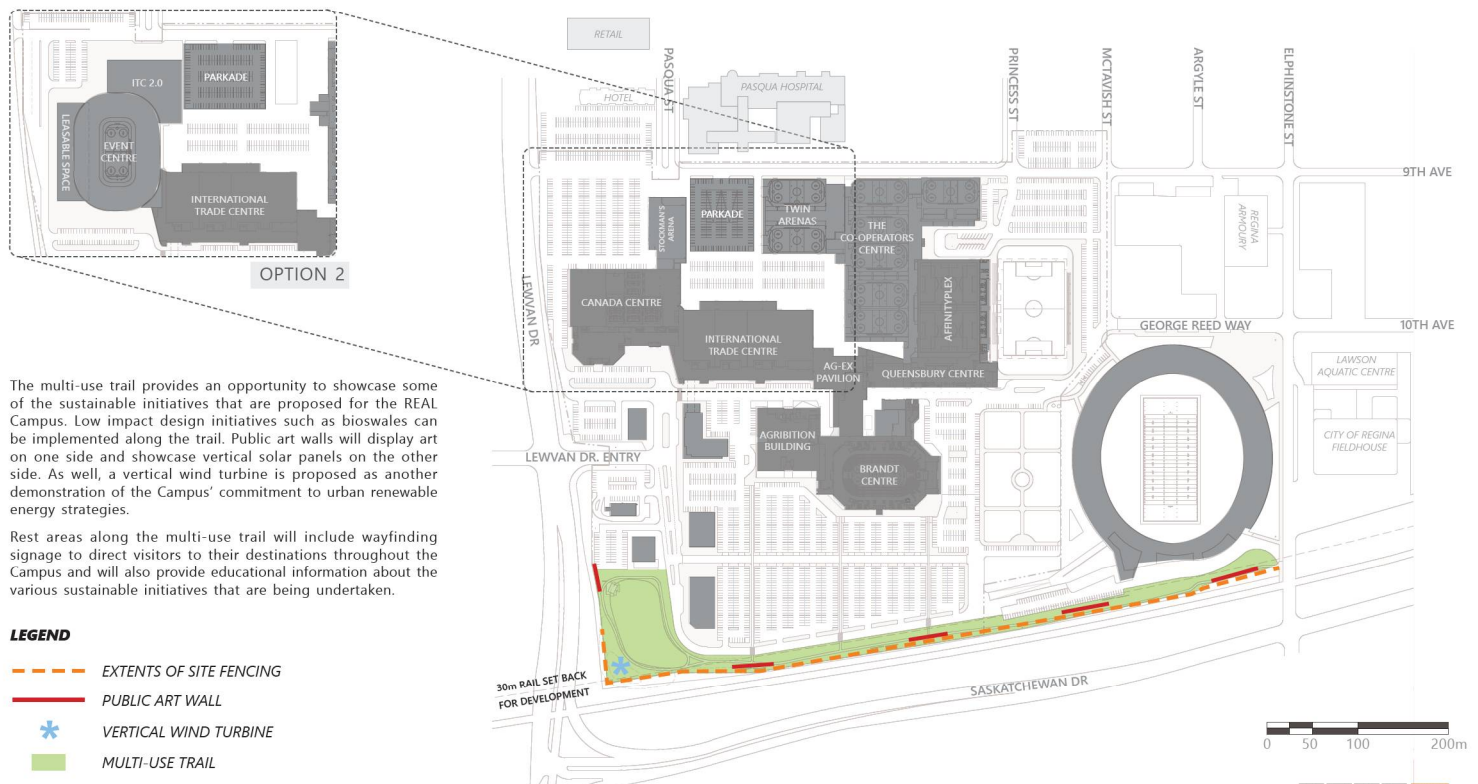 ITC 2.0
PARKADE
LEASABLE SPACE
EVENT
CENTRE
INTERNATIONAL
TRADE CENTRE
OPTION 2
RETAIL
HOTEL
PASQUA ST
PASQUA HOSPITAL
PRINCESS ST
MCTAVISH ST
ARGYLE ST
ELPHINSTONE ST
9TH AVE
STOCKMAN'S
ARENA
PARKADE
TWIN
ARENAS
THE
CO-OPERATORS
CENTRE
REGINA
ARMOURY
LEWVAN DR
CANADA CENTRE
INTERNATIONAL
TRADE CENTRE
AFFINITYPLEX
GEORGE REED WAY
10TH AVE
AG-EX
PAVILION
QUEENSBURY CENTRE
LAWSON
AQUATIC CENTRE
AGRIBITION
BUILDING
BRANDT
CENTRE
CITY OF REGINA
FIELDHOUSE
LEWVAN DR. ENTRY
The multi-use trail provides an opportunity to showcase some
of the sustainable initiatives that are proposed for the REAL
Campus. Low impact design initiatives such as bioswales can
be implemented along the trail. Public art walls will display art
on one side and showcase vertical solar panels on the other
side. As well, a vertical wind turbine is proposed as another
demonstration of the Campus' commitment to urban renewable
energy strategies.
Rest areas along the multi-use trail will include wayfinding
signage to direct visitors to their destinations throughout the
Campus and will also provide educational information about the
various sustainable initiatives that are being undertaken.
LEGEND
EXTENTS OF SITE FENCING
PUBLIC ART WALL
VERTICAL WIND TURBINE
MULTI-USE TRAIL
30m RAIL SET BACK
FOR DEVELOPMENT
SASKATCHEWAN DR
0 50 100 200m